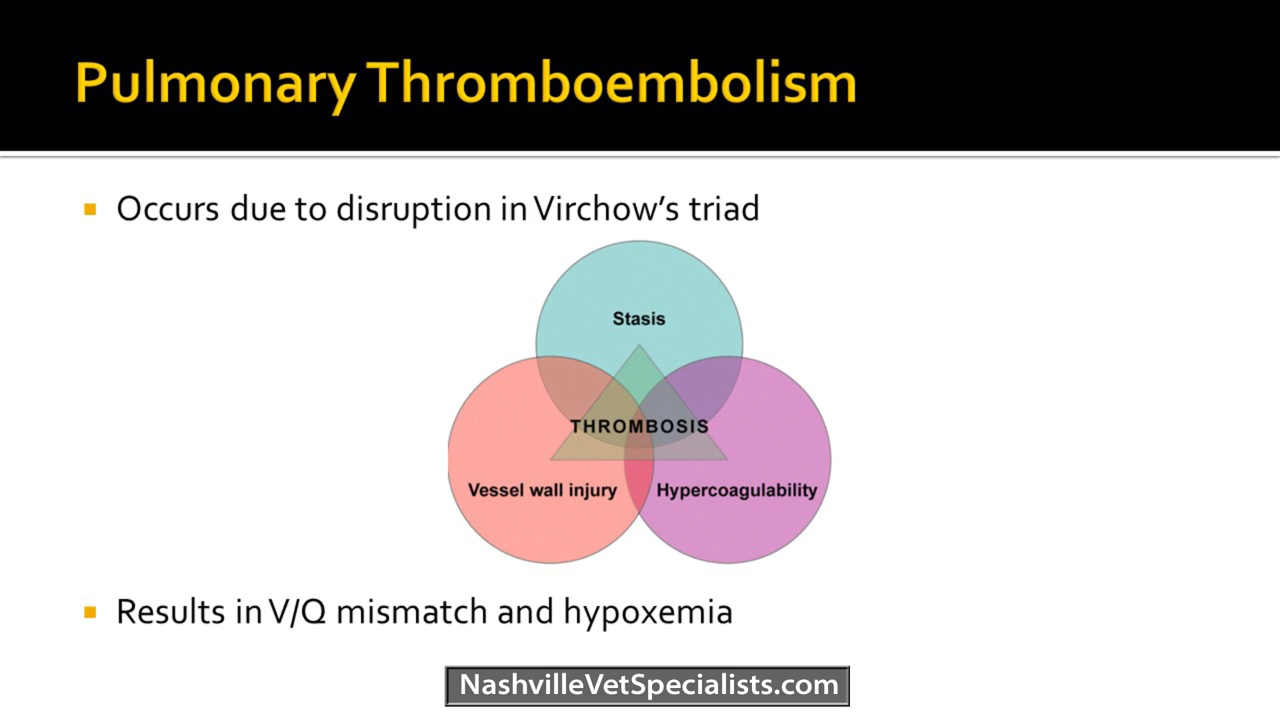 Pulmonary Thromboembolism
Occurs due to disruption in Virchow's triad
Stasis
THROMBOSIS
Vessel wall injury
Hypercoagulability
Results in V/Q mismatch and hypoxemia
NashvilleVetSpecialists.com